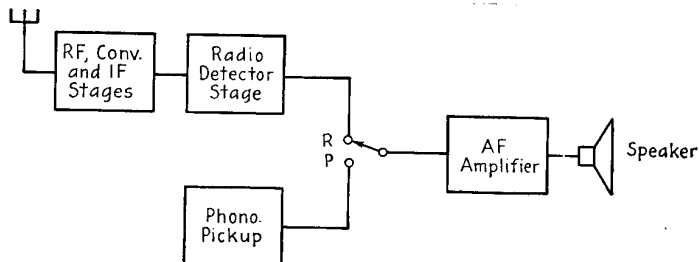 RF, Conv.
and IF
Stages
Radio
Detector
Stage
R
P
AF
Amplifier
Speaker
Phono.
Pickup